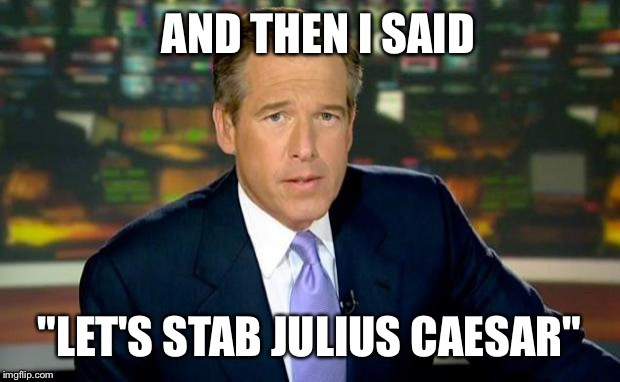 AND THEN I SAID
"LET'S STAB JULIUS CAESAR"
imgflip.com